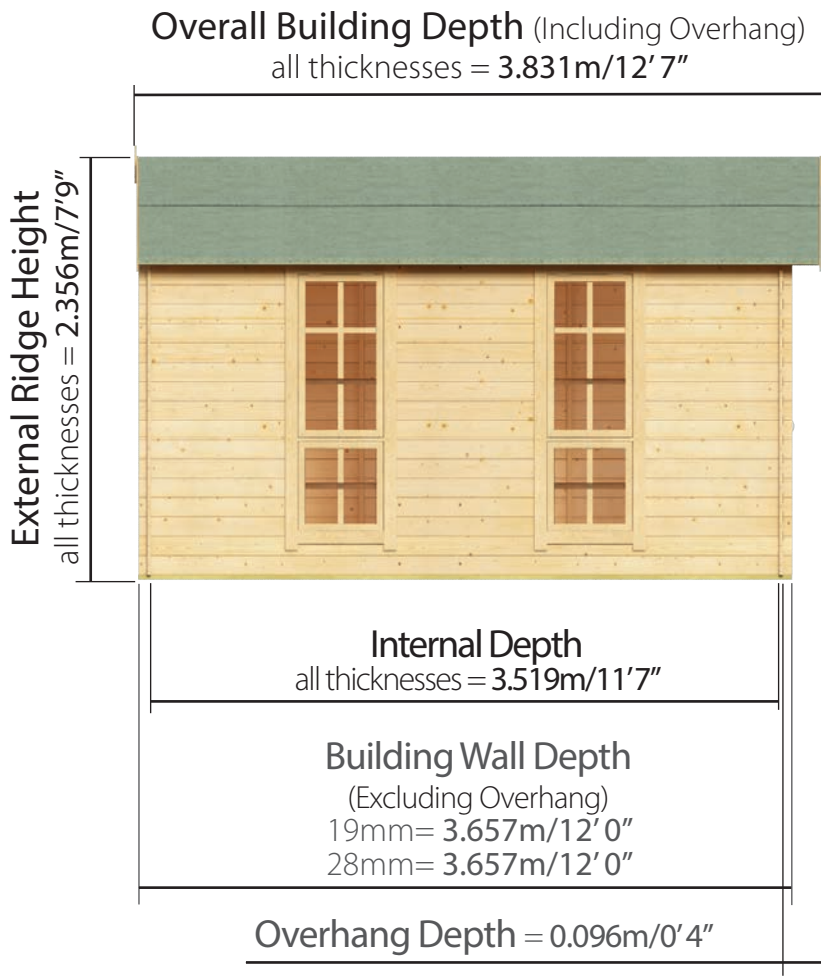 Overall Building Depth (Including Overhang)
all thicknesses = 3.831m/12’ 7”
External Ridge Height
all thicknesses = 2.356m/7’9”
Internal Depth
all thicknesses = 3.519m/11’7”
Building Wall Depth
(Excluding Overhang)
19mm= 3.657m/12’ 0”
28mm= 3.657m/12’ 0”
Overhang Depth = 0.096m/0’ 4”